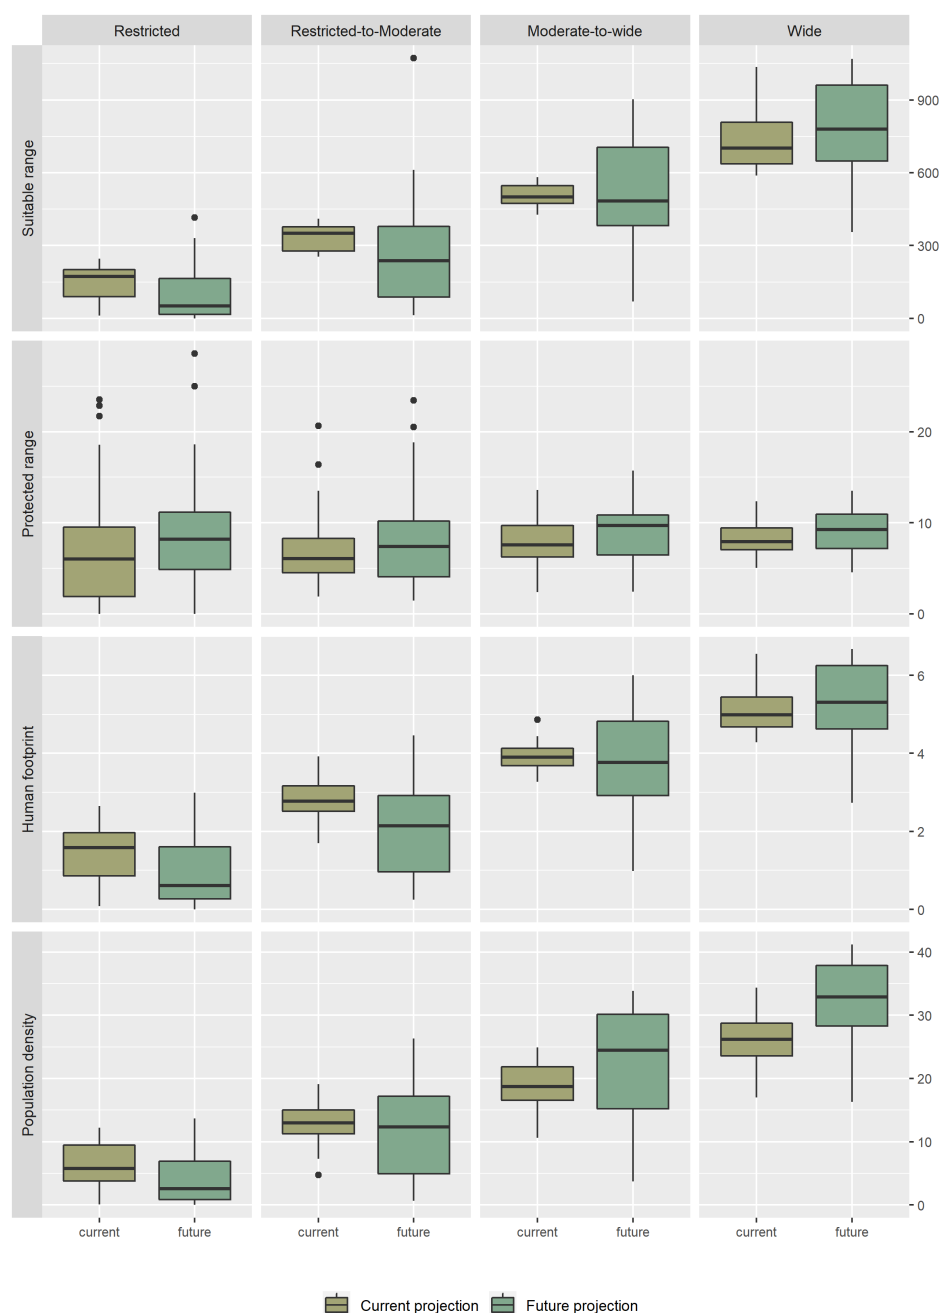 Restricted Restricted-to-Moderate Moderate-to-wide Wide
Suitable range
900
600
300
0
Protected range
20
10
0
Human footprint
6
4
2
0
Population density
40
30
20
10
0
current future current future current future current future
Current projection Future projection